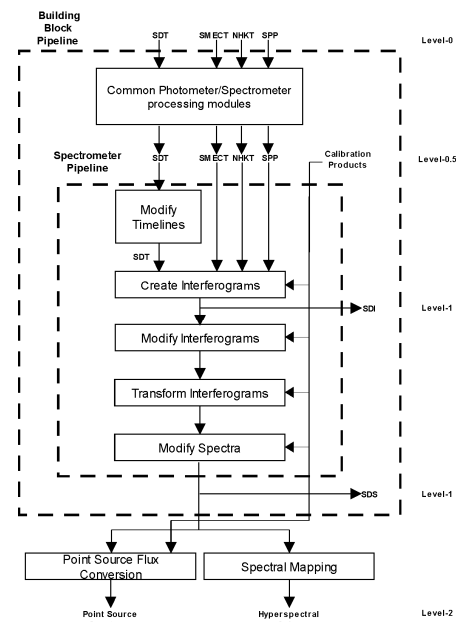 Building
Block
Pipeline
SDT SMECT NHKT SPP
Level-0
Common Photometer/Spectrometer
processing modules
Spectrometer
Pipeline
SDT SMECT NHKT SPP
Calibration
Products
Level-0.5
Modify
Timelines
SDT
Create Interferograms
SDI
Level-1
Modify Interferograms
Transform Interferograms
Modify Spectra
SDS
Level-1
Point Source Flux
Conversion
Spectral Mapping
Point Source
Hyperspectral
Level-2